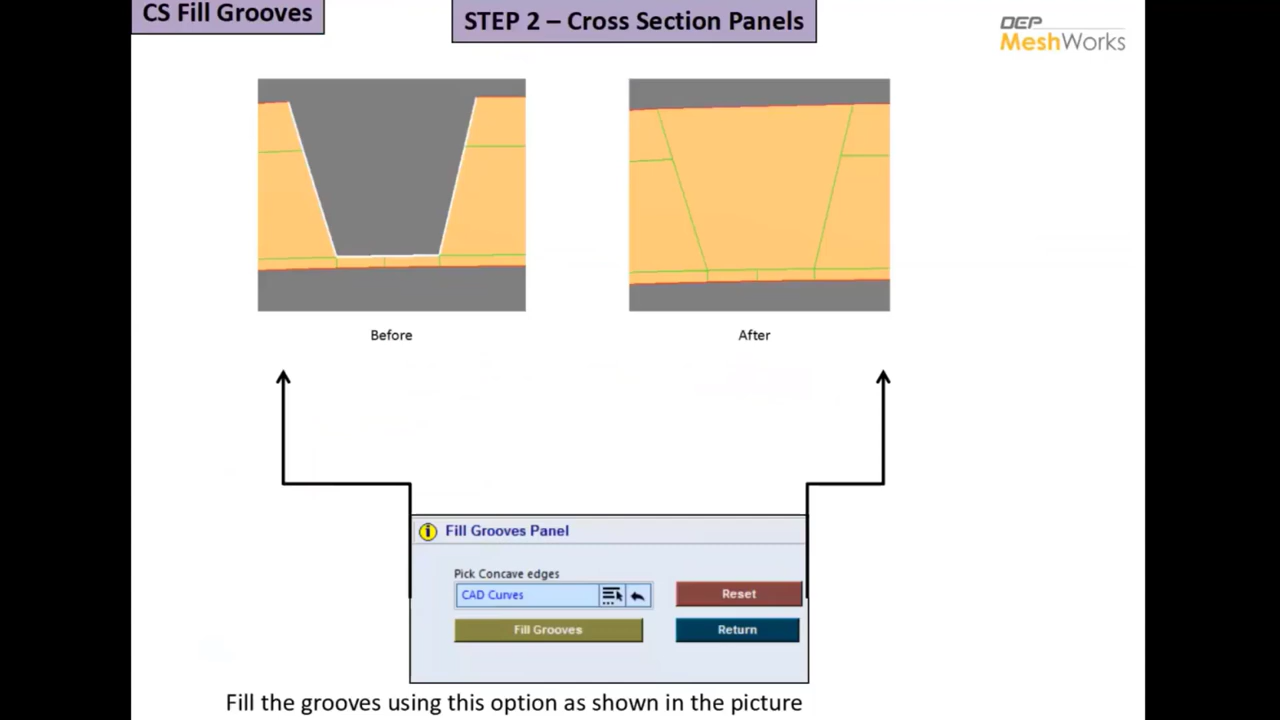 CS Fill Grooves
STEP 2 – Cross Section Panels
DEP
MeshWorks
Before
After
Fill Grooves Panel
Pick Concave edges
CAD Curves
Reset
Fill Grooves
Return
Fill the grooves using this option as shown in the picture